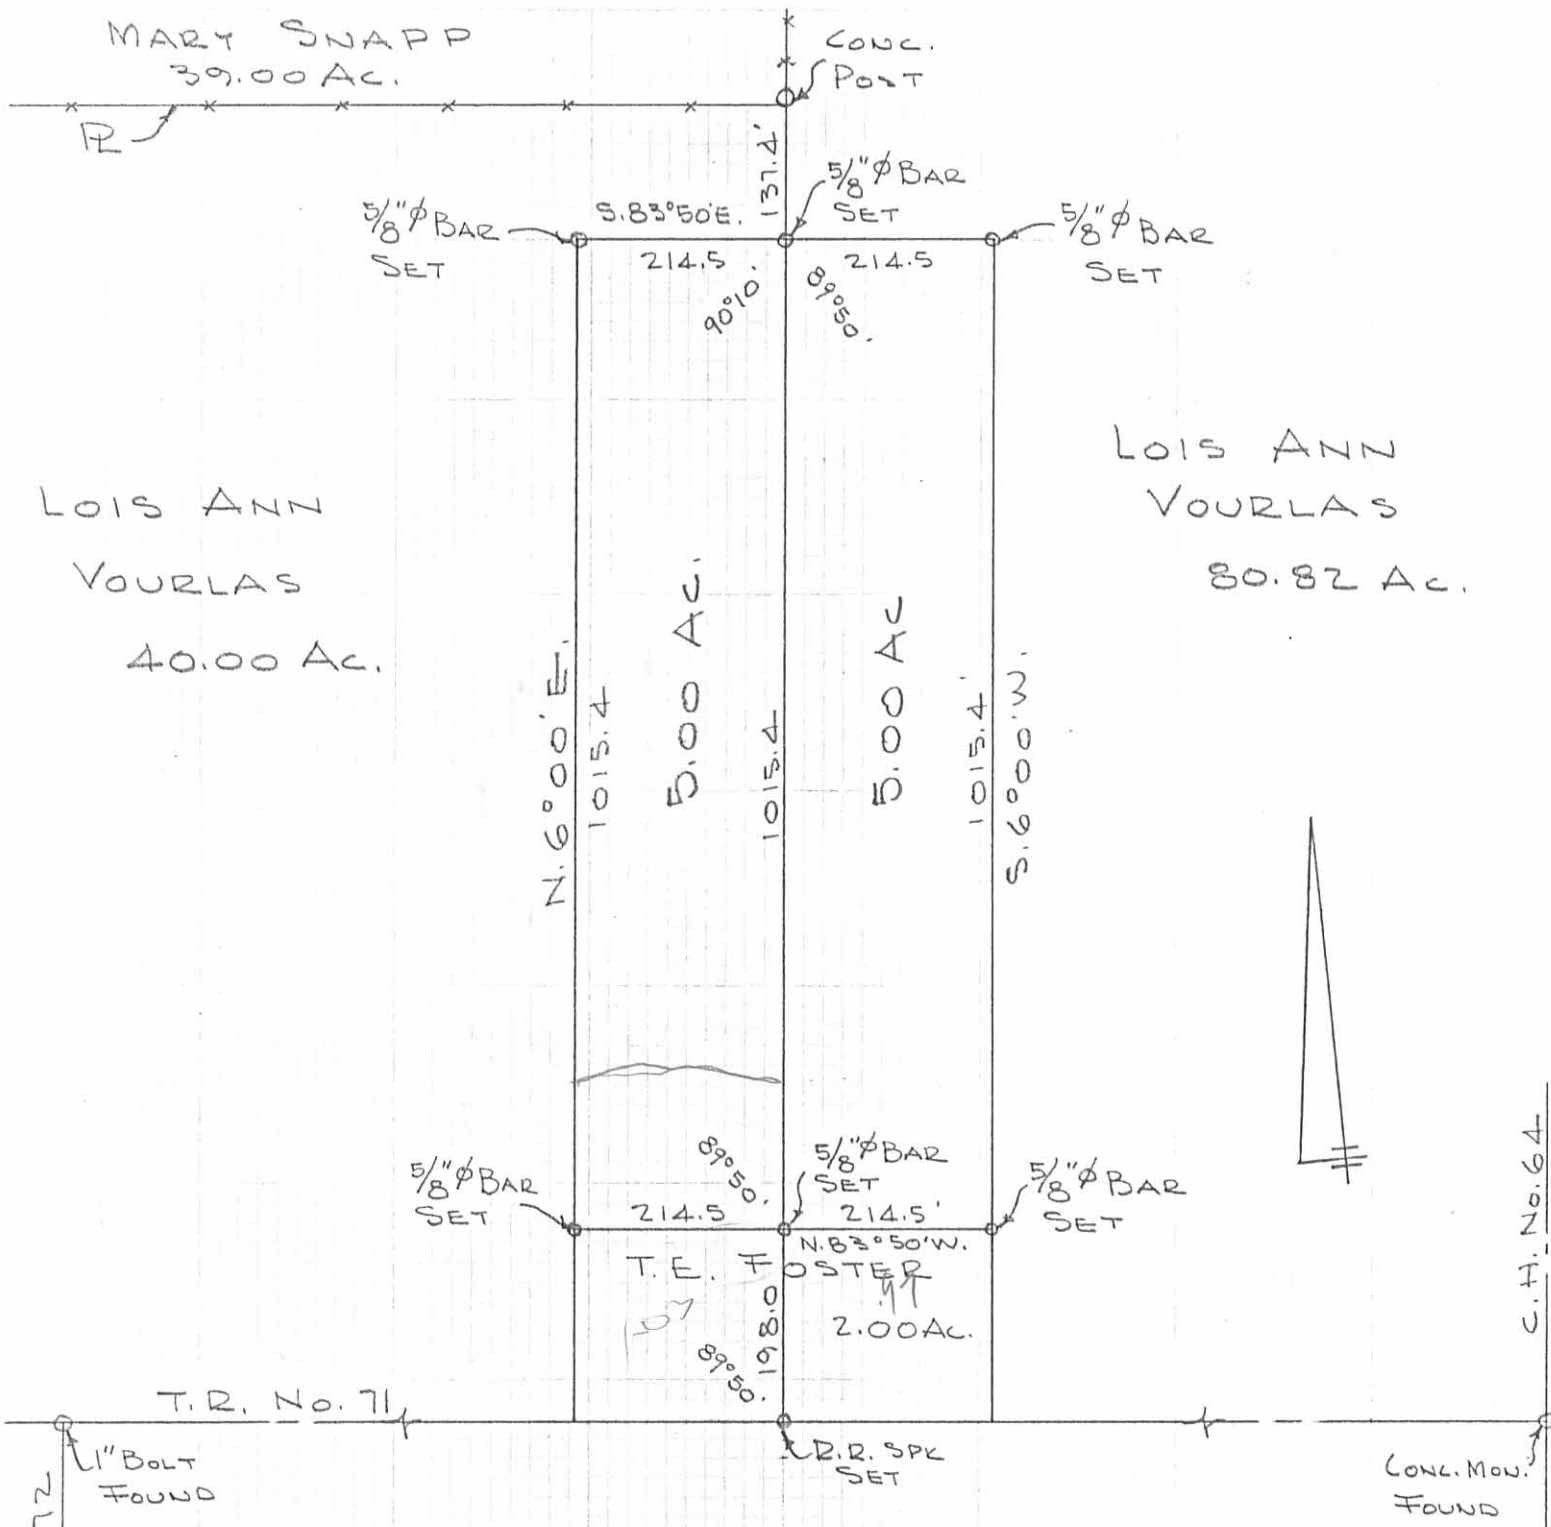 MARY SNAPP
39.00 AC.
PL
CONC.
POST
137.4'
5/8"ϕ BAR
SET
S.83°50'E.
5/8"ϕ BAR
SET
5/8"ϕ BAR
SET
214.5
214.5
90°10'
89°50'
LOIS ANN
VOURLAS
40.00 AC.
LOIS ANN
VOURLAS
80.82 AC.
N.6°00'E.
1015.4
5.00 AC.
1015.4
5.00 AC
1015.4'
S.6°00'W.
89°50'
5/8"ϕ BAR
SET
5/8"ϕ BAR
SET
5/8"ϕ BAR
SET
214.5
214.5'
N.83°50'W.
T.E. FOSTER
198.0
2.00 AC.
89°50'
T.R. No. 71
C.H. No. 64
1" BOLT
FOUND
R.R. SPK
SET
CONC. MON.
FOUND
72